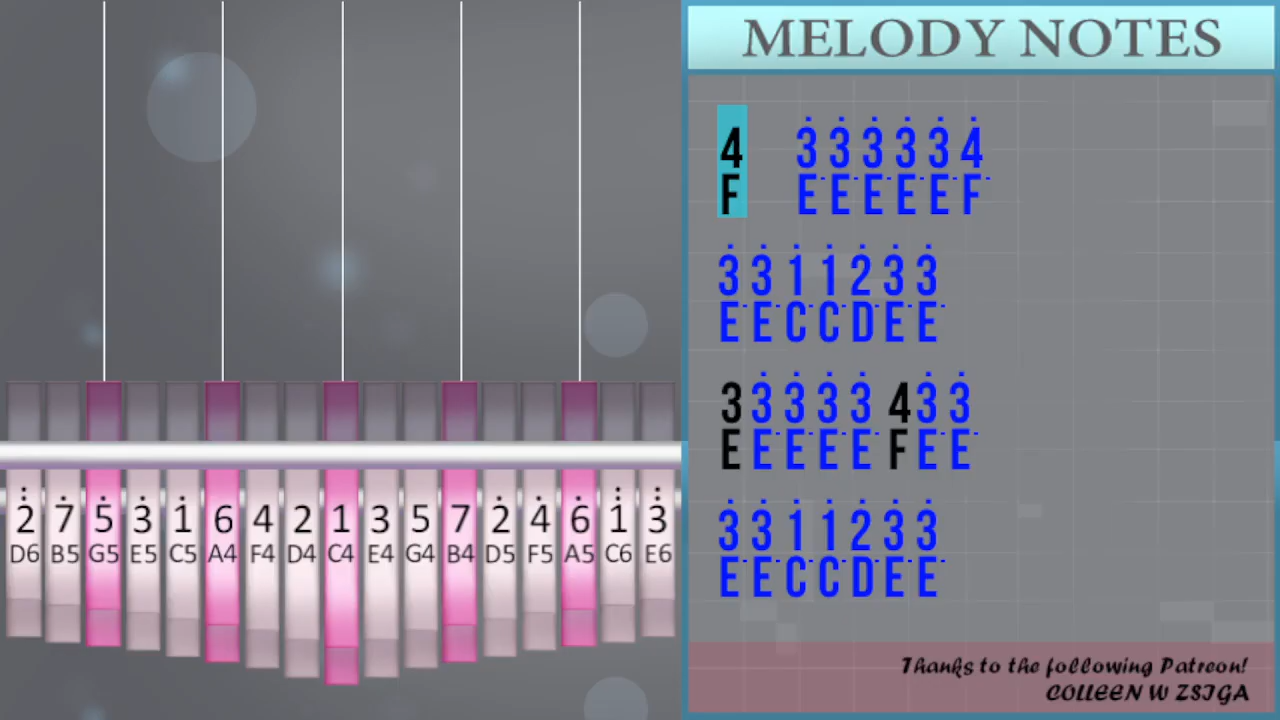 MELODY NOTES
4 3̇ 3̇ 3̇ 3̇ 3̇ 4̇
F E· E· E· E· E· F·
3̇ 3̇ 1̇ 1̇ 2̇ 3̇ 3̇
E· E· C· C· D· E· E·
3 3̇ 3̇ 3̇ 3̇ 4 3̇ 3̇
E E· E· E· E· F E· E·
3̇ 3̇ 1̇ 1̇ 2̇ 3̇ 3̇
E· E· C· C· D· E· E·
2̈ 7̇ 5̇ 3̇ 1̇ 6 4 2 1 3 5 7 2̇ 4̇ 6̇ 1̈ 3̈
D6 B5 G5 E5 C5 A4 F4 D4 C4 E4 G4 B4 D5 F5 A5 C6 E6
Thanks to the following Patreon!
COLLEEN W ZSIGA